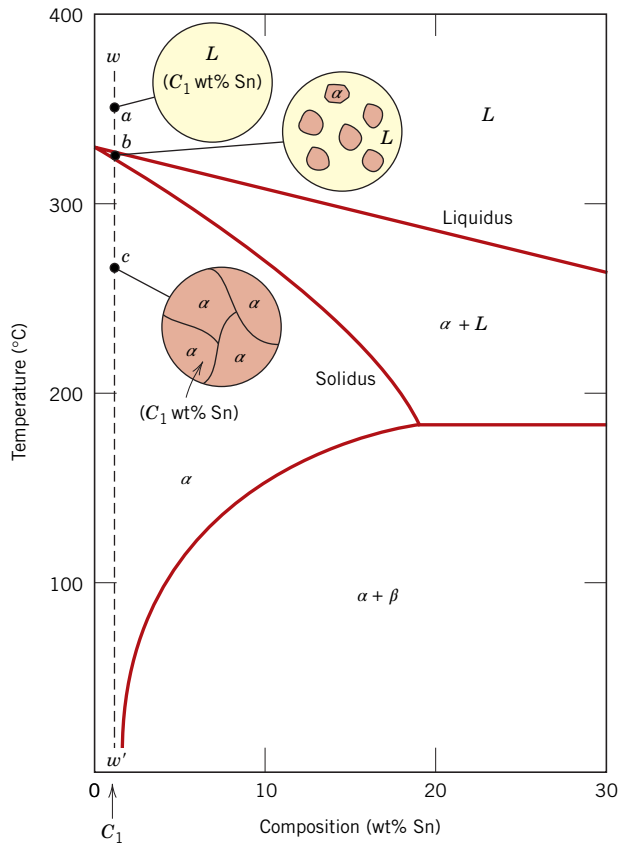 400
w
L
(C₁ wt% Sn)
a
α
L
L
b
300
Liquidus
c
α
α
α + L
α
α
200
Solidus
(C₁ wt% Sn)
Temperature (°C)
α
100
α + β
w′
0
10
20
30
C₁
Composition (wt% Sn)